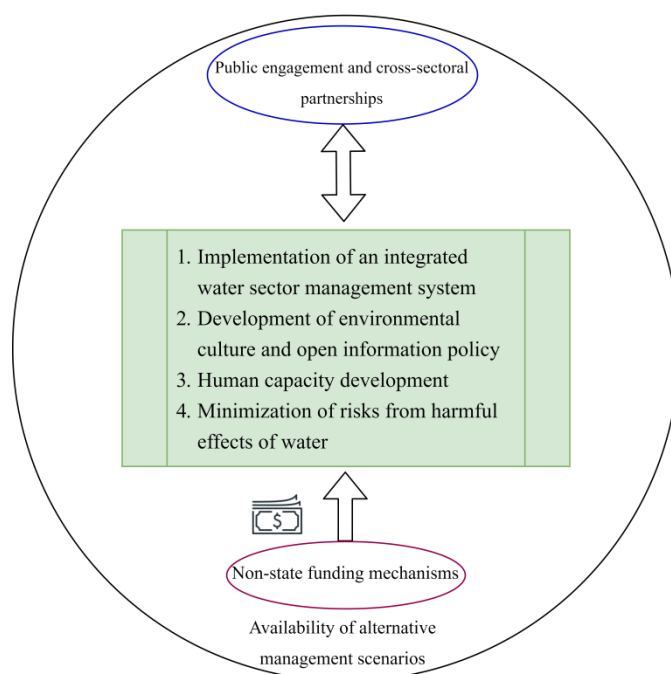 Public engagement and cross-sectoral
partnerships
1. Implementation of an integrated
water sector management system
2. Development of environmental
culture and open information policy
3. Human capacity development
4. Minimization of risks from harmful
effects of water
$
Non-state funding mechanisms
Availability of alternative
management scenarios